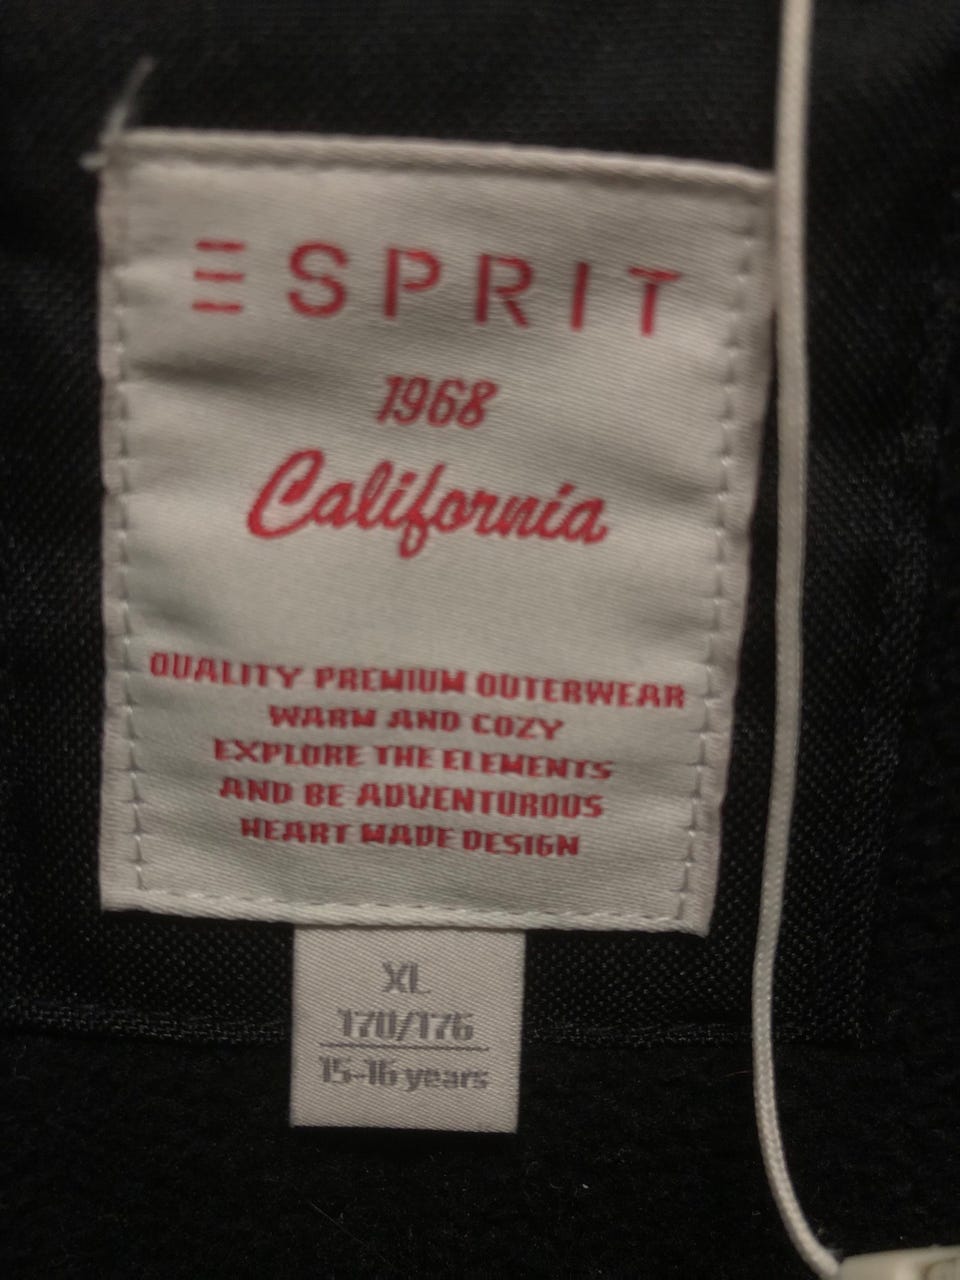 ESPRIT
1968
California
QUALITY PREMIUM OUTERWEAR
WARM AND COZY
EXPLORE THE ELEMENTS
AND BE ADVENTUROUS
HEART MADE DESIGN
XL
170/176
15-16 years